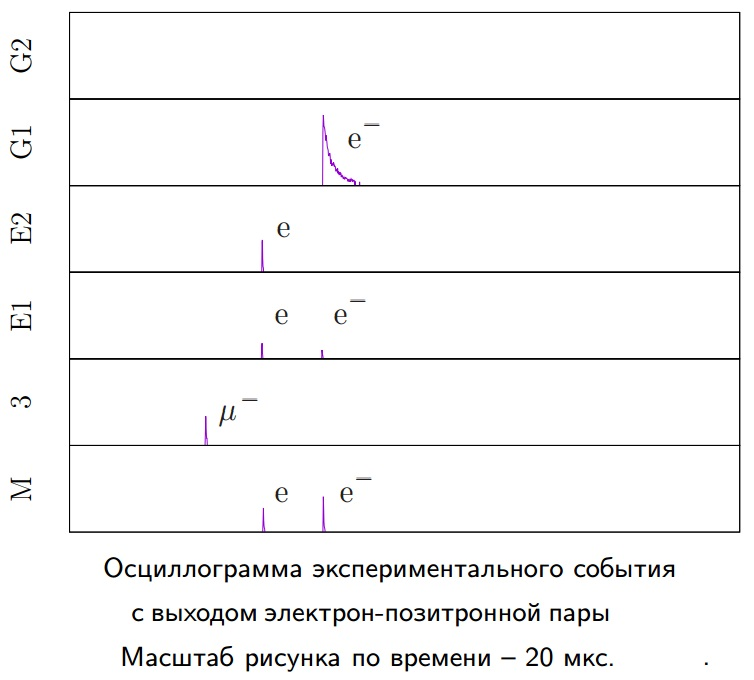 G2
G1
e⁻
E2
e
E1
e e⁻
3
μ⁻
M
e e⁻
Осциллограмма экспериментального события
с выходом электрон-позитронной пары
Масштаб рисунка по времени – 20 мкс. .